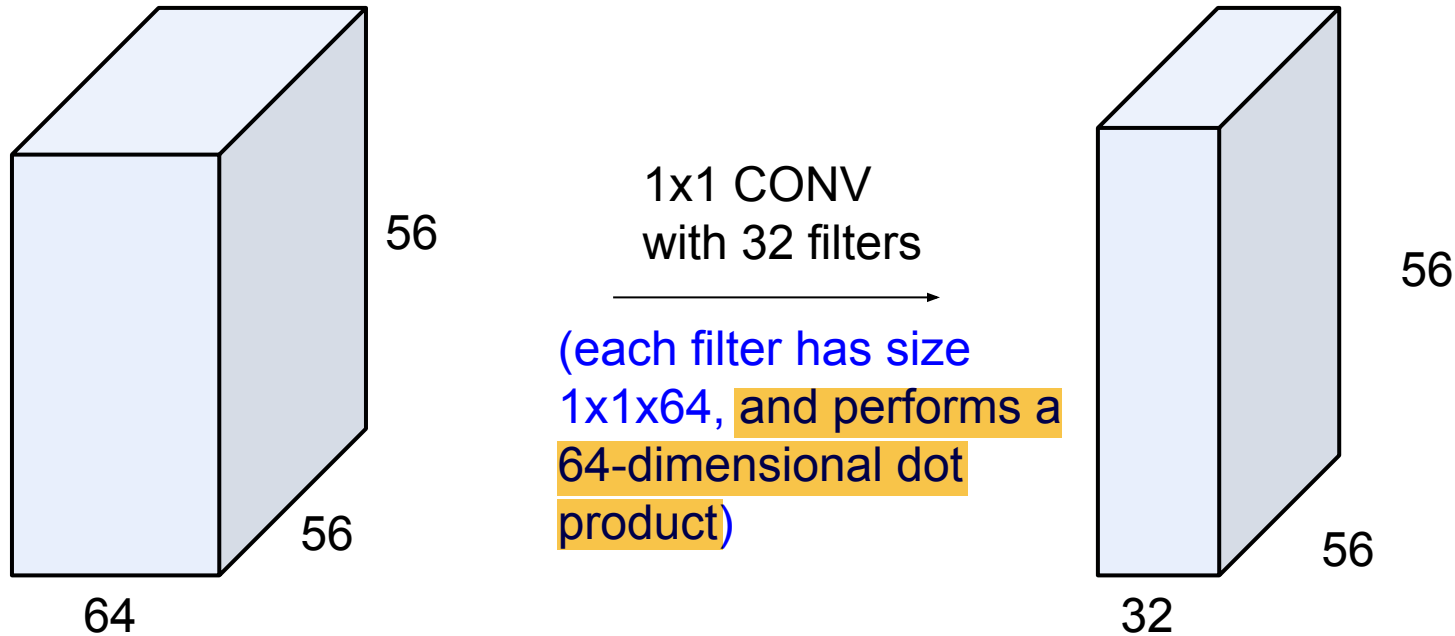 56
56
64
1x1 CONV
with 32 filters
(each filter has size
1x1x64, and performs a
64-dimensional dot
product)
56
56
32